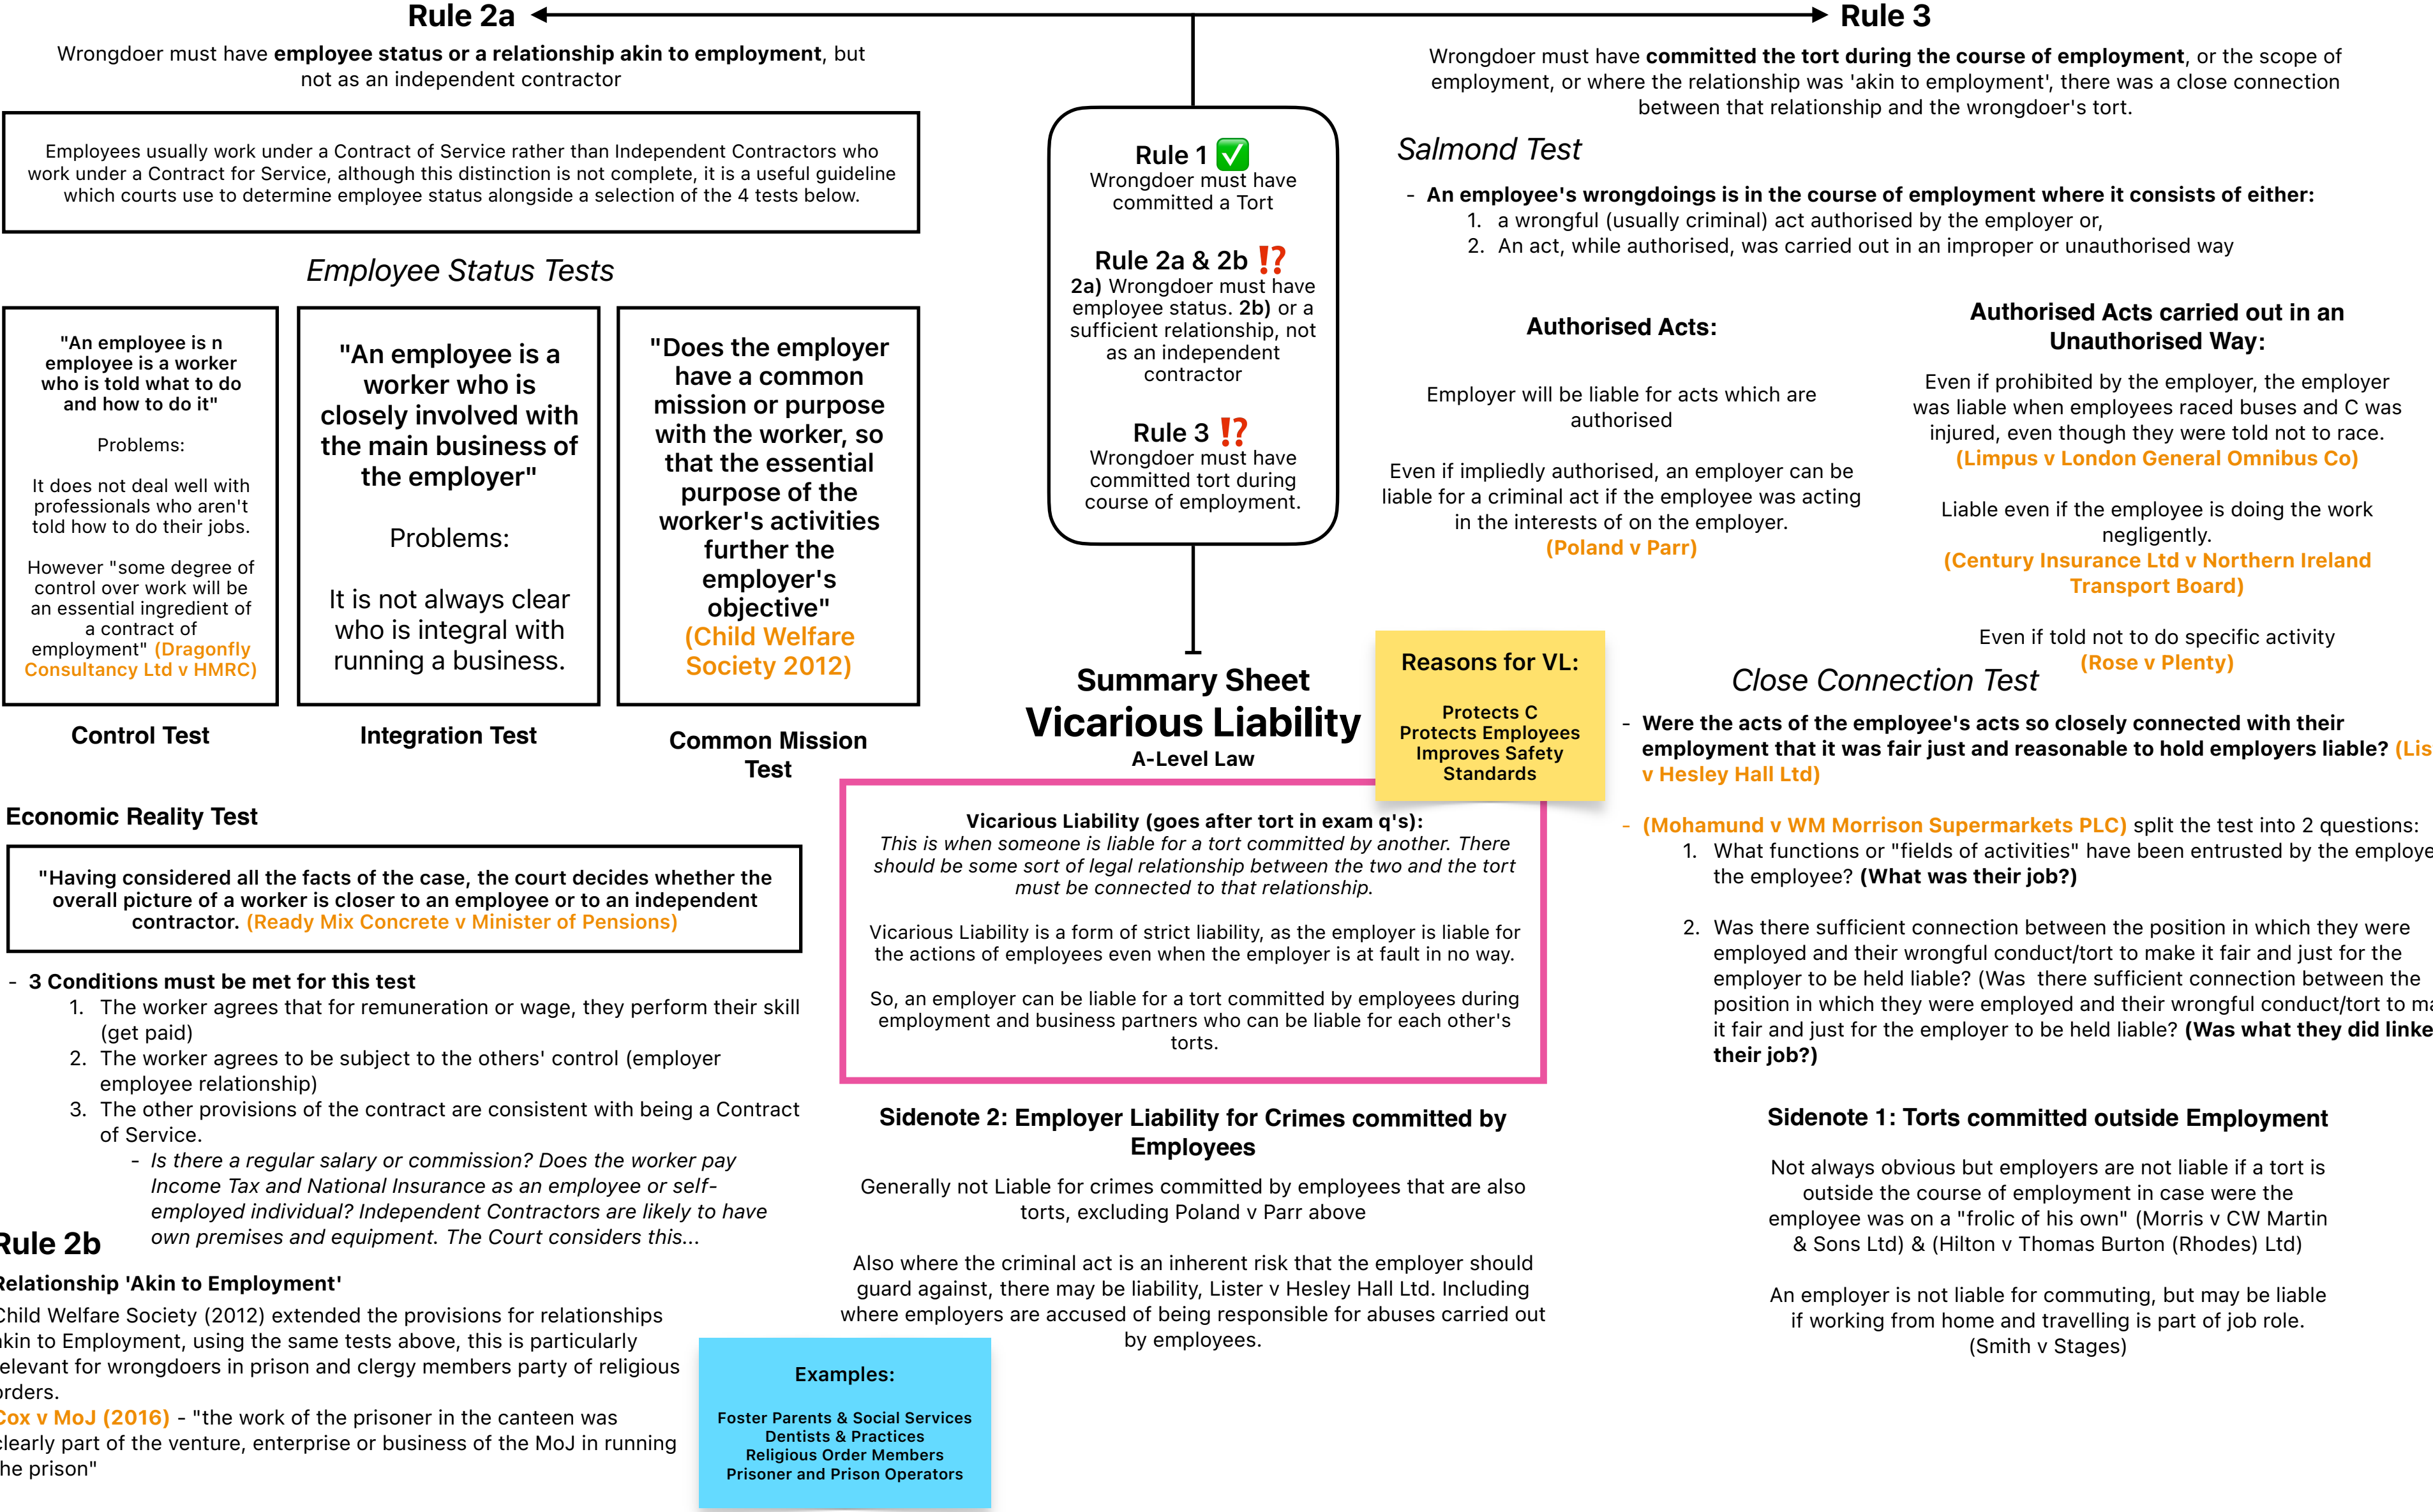 Rule 2a
Wrongdoer must have employee status or a relationship akin to employment, but
not as an independent contractor
Employees usually work under a Contract of Service rather than Independent Contractors who
work under a Contract for Service, although this distinction is not complete, it is a useful guideline
which courts use to determine employee status alongside a selection of the 4 tests below.
Employee Status Tests
"An employee is n
employee is a worker
who is told what to do
and how to do it"
Problems:
It does not deal well with
professionals who aren't
told how to do their jobs.
However "some degree of
control over work will be
an essential ingredient of
a contract of
employment" (Dragonfly
Consultancy Ltd v HMRC)
Control Test
"An employee is a
worker who is
closely involved with
the main business of
the employer"
Problems:
It is not always clear
who is integral with
running a business.
Integration Test
"Does the employer
have a common
mission or purpose
with the worker, so
that the essential
purpose of the
worker's activities
further the
employer's
objective"
(Child Welfare
Society 2012)
Common Mission
Test
Economic Reality Test
"Having considered all the facts of the case, the court decides whether the
overall picture of a worker is closer to an employee or to an independent
contractor. (Ready Mix Concrete v Minister of Pensions)
- 3 Conditions must be met for this test
1. The worker agrees that for remuneration or wage, they perform their skill
(get paid)
2. The worker agrees to be subject to the others' control (employer
employee relationship)
3. The other provisions of the contract are consistent with being a Contract
of Service.
- Is there a regular salary or commission? Does the worker pay
Income Tax and National Insurance as an employee or self-
employed individual? Independent Contractors are likely to have
own premises and equipment. The Court considers this...
Rule 2b
Relationship 'Akin to Employment'
Child Welfare Society (2012) extended the provisions for relationships
akin to Employment, using the same tests above, this is particularly
relevant for wrongdoers in prison and clergy members party of religious
orders.
Cox v MoJ (2016) - "the work of the prisoner in the canteen was
clearly part of the venture, enterprise or business of the MoJ in running
the prison"
Rule 1 ✅
Wrongdoer must have
committed a Tort
Rule 2a & 2b ⁉️
2a) Wrongdoer must have
employee status. 2b) or a
sufficient relationship, not
as an independent
contractor
Rule 3 ⁉️
Wrongdoer must have
committed tort during
course of employment.
Summary Sheet
Vicarious Liability
A-Level Law
Reasons for VL:
Protects C
Protects Employees
Improves Safety
Standards
Vicarious Liability (goes after tort in exam q's):
This is when someone is liable for a tort committed by another. There
should be some sort of legal relationship between the two and the tort
must be connected to that relationship.
Vicarious Liability is a form of strict liability, as the employer is liable for
the actions of employees even when the employer is at fault in no way.
So, an employer can be liable for a tort committed by employees during
employment and business partners who can be liable for each other's
torts.
Sidenote 2: Employer Liability for Crimes committed by
Employees
Generally not Liable for crimes committed by employees that are also
torts, excluding Poland v Parr above
Also where the criminal act is an inherent risk that the employer should
guard against, there may be liability, Lister v Hesley Hall Ltd. Including
where employers are accused of being responsible for abuses carried out
by employees.
Examples:
Foster Parents & Social Services
Dentists & Practices
Religious Order Members
Prisoner and Prison Operators
Rule 3
Wrongdoer must have committed the tort during the course of employment, or the scope of
employment, or where the relationship was 'akin to employment', there was a close connection
between that relationship and the wrongdoer's tort.
Salmond Test
- An employee's wrongdoings is in the course of employment where it consists of either:
1. a wrongful (usually criminal) act authorised by the employer or,
2. An act, while authorised, was carried out in an improper or unauthorised way
Authorised Acts:
Employer will be liable for acts which are
authorised
Even if impliedly authorised, an employer can be
liable for a criminal act if the employee was acting
in the interests of on the employer.
(Poland v Parr)
Authorised Acts carried out in an
Unauthorised Way:
Even if prohibited by the employer, the employer
was liable when employees raced buses and C was
injured, even though they were told not to race.
(Limpus v London General Omnibus Co)
Liable even if the employee is doing the work
negligently.
(Century Insurance Ltd v Northern Ireland
Transport Board)
Even if told not to do specific activity
(Rose v Plenty)
Close Connection Test
- Were the acts of the employee's acts so closely connected with their
employment that it was fair just and reasonable to hold employers liable? (Lis
v Hesley Hall Ltd)
- (Mohamund v WM Morrison Supermarkets PLC) split the test into 2 questions:
1. What functions or "fields of activities" have been entrusted by the employe
the employee? (What was their job?)
2. Was there sufficient connection between the position in which they were
employed and their wrongful conduct/tort to make it fair and just for the
employer to be held liable? (Was there sufficient connection between the
position in which they were employed and their wrongful conduct/tort to ma
it fair and just for the employer to be held liable? (Was what they did linke
their job?)
Sidenote 1: Torts committed outside Employment
Not always obvious but employers are not liable if a tort is
outside the course of employment in case were the
employee was on a "frolic of his own" (Morris v CW Martin
& Sons Ltd) & (Hilton v Thomas Burton (Rhodes) Ltd)
An employer is not liable for commuting, but may be liable
if working from home and travelling is part of job role.
(Smith v Stages)